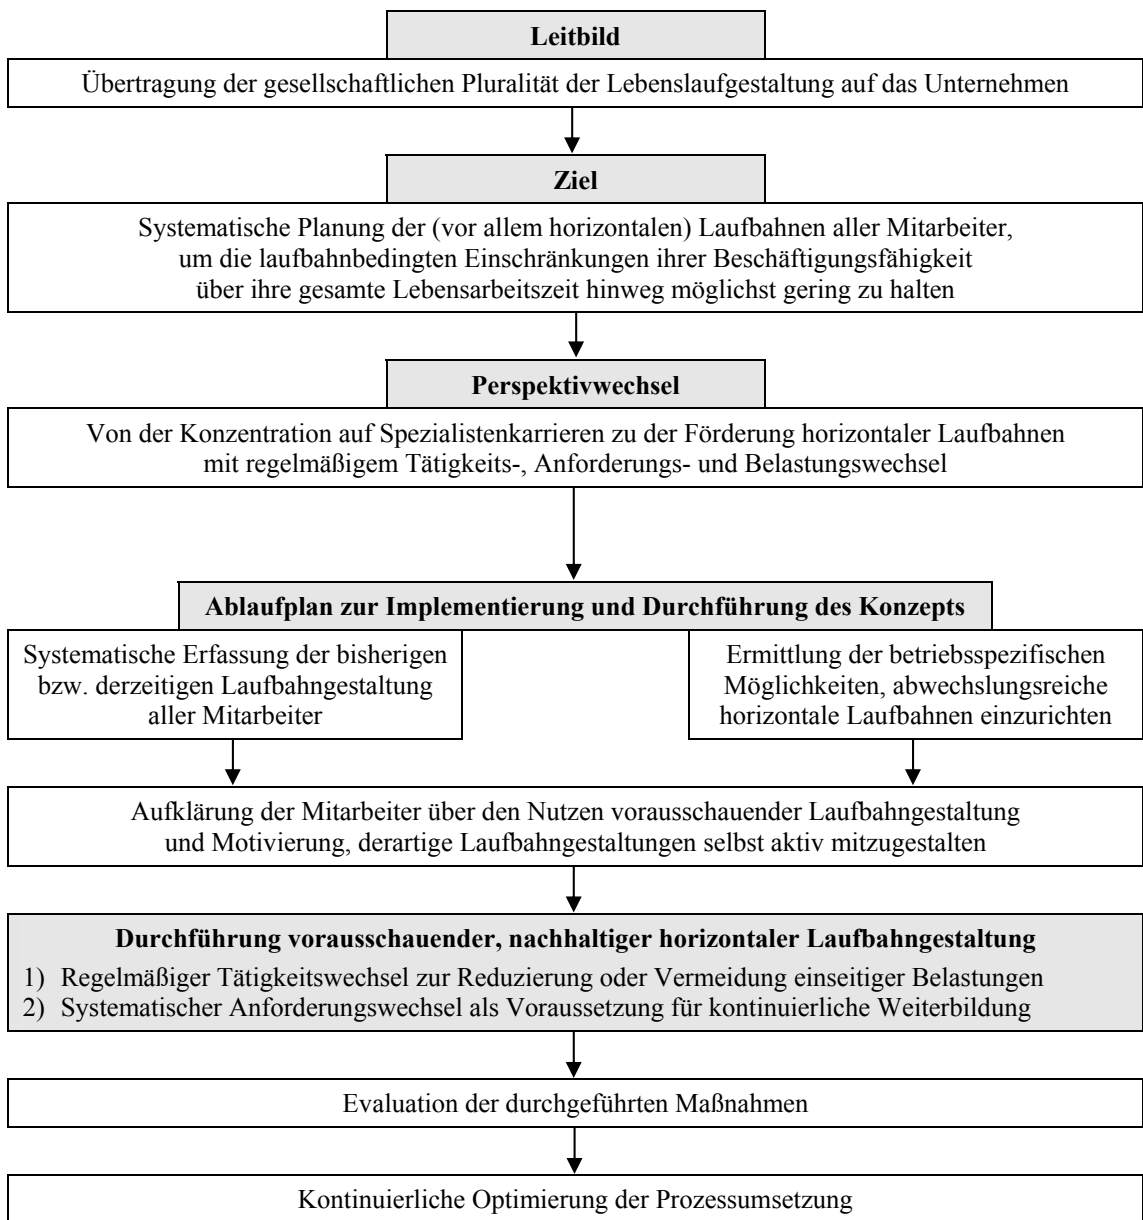 Leitbild
Übertragung der gesellschaftlichen Pluralität der Lebenslaufgestaltung auf das Unternehmen
Ziel
Systematische Planung der (vor allem horizontalen) Laufbahnen aller Mitarbeiter,
um die laufbahnbedingten Einschränkungen ihrer Beschäftigungsfähigkeit
über ihre gesamte Lebensarbeitszeit hinweg möglichst gering zu halten
Perspektivwechsel
Von der Konzentration auf Spezialistenkarrieren zu der Förderung horizontaler Laufbahnen
mit regelmäßigem Tätigkeits-, Anforderungs- und Belastungswechsel
Ablaufplan zur Implementierung und Durchführung des Konzepts
Systematische Erfassung der bisherigen
bzw. derzeitigen Laufbahngestaltung
aller Mitarbeiter
Ermittlung der betriebsspezifischen
Möglichkeiten, abwechslungsreiche
horizontale Laufbahnen einzurichten
Aufklärung der Mitarbeiter über den Nutzen vorausschauender Laufbahngestaltung
und Motivierung, derartige Laufbahngestaltungen selbst aktiv mitzugestalten
Durchführung vorausschauender, nachhaltiger horizontaler Laufbahngestaltung
1) Regelmäßiger Tätigkeitswechsel zur Reduzierung oder Vermeidung einseitiger Belastungen
2) Systematischer Anforderungswechsel als Voraussetzung für kontinuierliche Weiterbildung
Evaluation der durchgeführten Maßnahmen
Kontinuierliche Optimierung der Prozessumsetzung